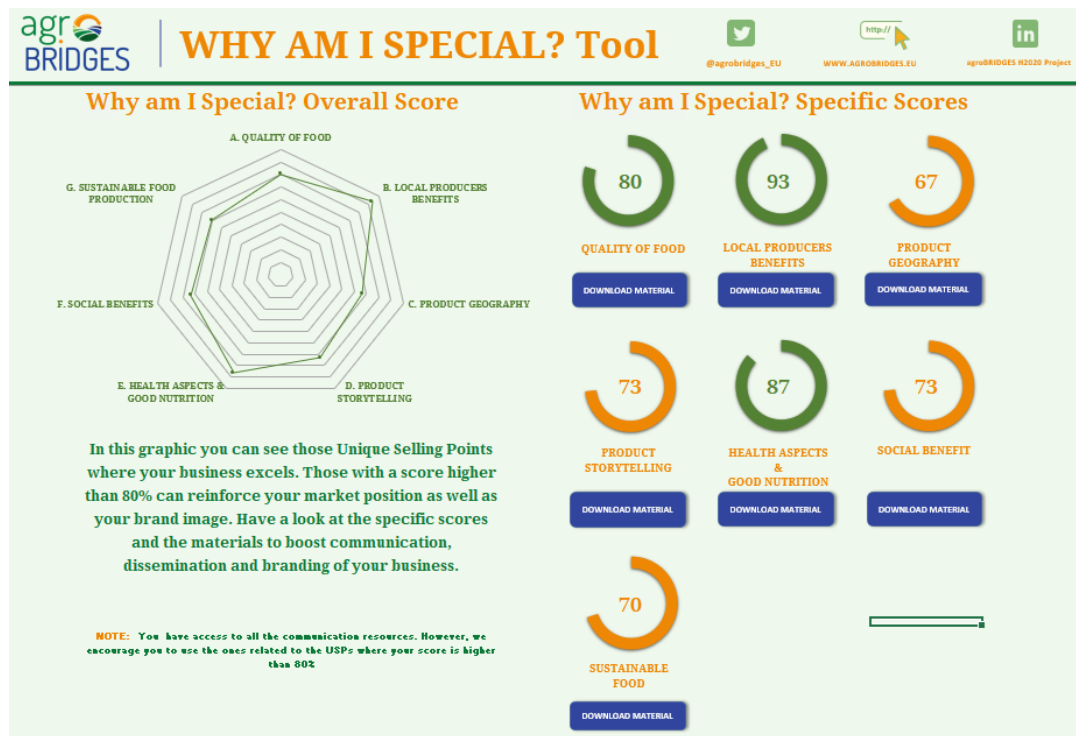 agr
BRIDGES
WHY AM I SPECIAL? Tool
@agrobridges_EU
http://
WWW.AGROBRIDGES.EU
in
agroBRIDGES H2020 Project
Why am I Special? Overall Score
A. QUALITY OF FOOD
B. LOCAL PRODUCERS
BENEFITS
C. PRODUCT GEOGRAPHY
D. PRODUCT
STORYTELLING
E. HEALTH ASPECTS &
GOOD NUTRITION
F. SOCIAL BENEFITS
G. SUSTAINABLE FOOD
PRODUCTION
In this graphic you can see those Unique Selling Points
where your business excels. Those with a score higher
than 80% can reinforce your market position as well as
your brand image. Have a look at the specific scores
and the materials to boost communication,
dissemination and branding of your business.
NOTE: You have access to all the communication resources. However, we
encourage you to use the ones related to the USPs where your score is higher
than 80%
Why am I Special? Specific Scores
80
QUALITY OF FOOD
DOWNLOAD MATERIAL
93
LOCAL PRODUCERS
BENEFITS
DOWNLOAD MATERIAL
67
PRODUCT
GEOGRAPHY
DOWNLOAD MATERIAL
73
PRODUCT
STORYTELLING
DOWNLOAD MATERIAL
87
HEALTH ASPECTS
&
GOOD NUTRITION
DOWNLOAD MATERIAL
73
SOCIAL BENEFIT
DOWNLOAD MATERIAL
70
SUSTAINABLE
FOOD
DOWNLOAD MATERIAL